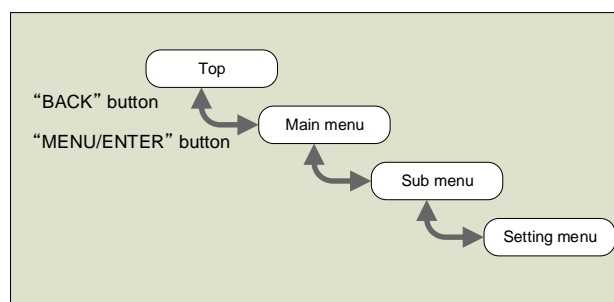 Top
“BACK” button
Main menu
“MENU/ENTER” button
Sub menu
Setting menu